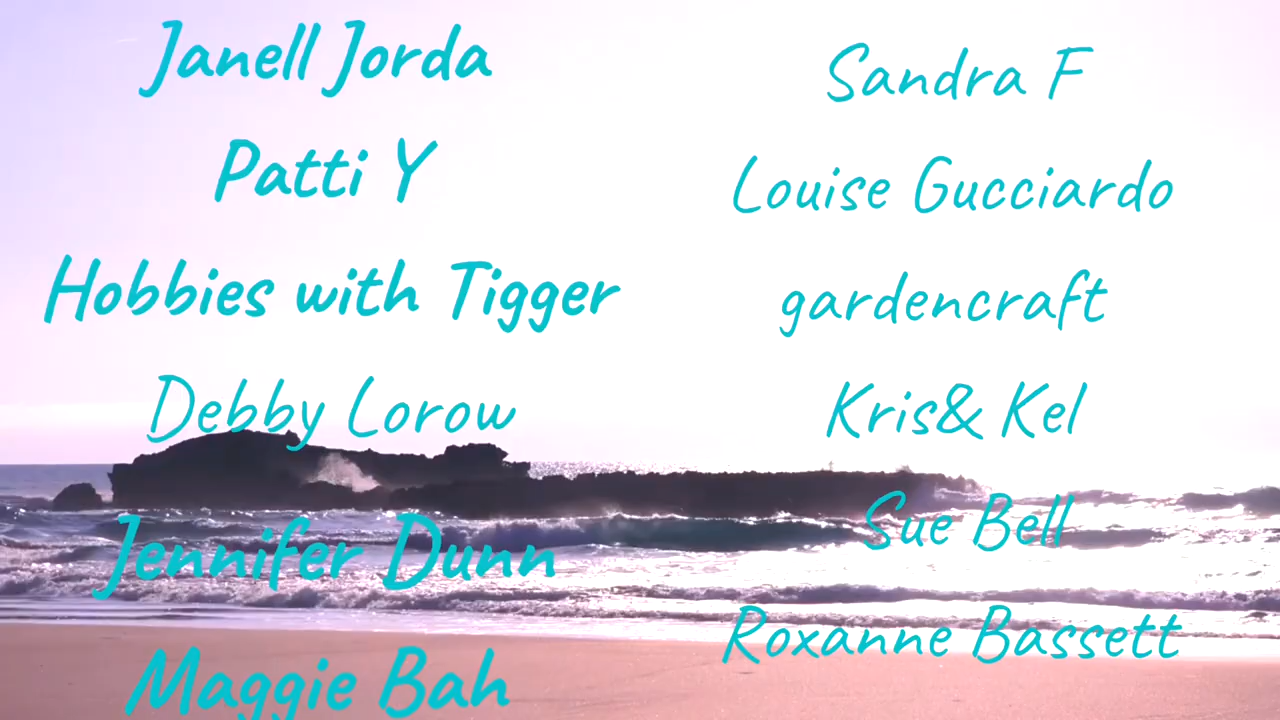 Janell Jorda
Patti Y
Hobbies with Tigger
Debby Lorow
Jennifer Dunn
Maggie Bah
Sandra F
Louise Gucciardo
gardencraft
Kris& Kel
Sue Bell
Roxanne Bassett